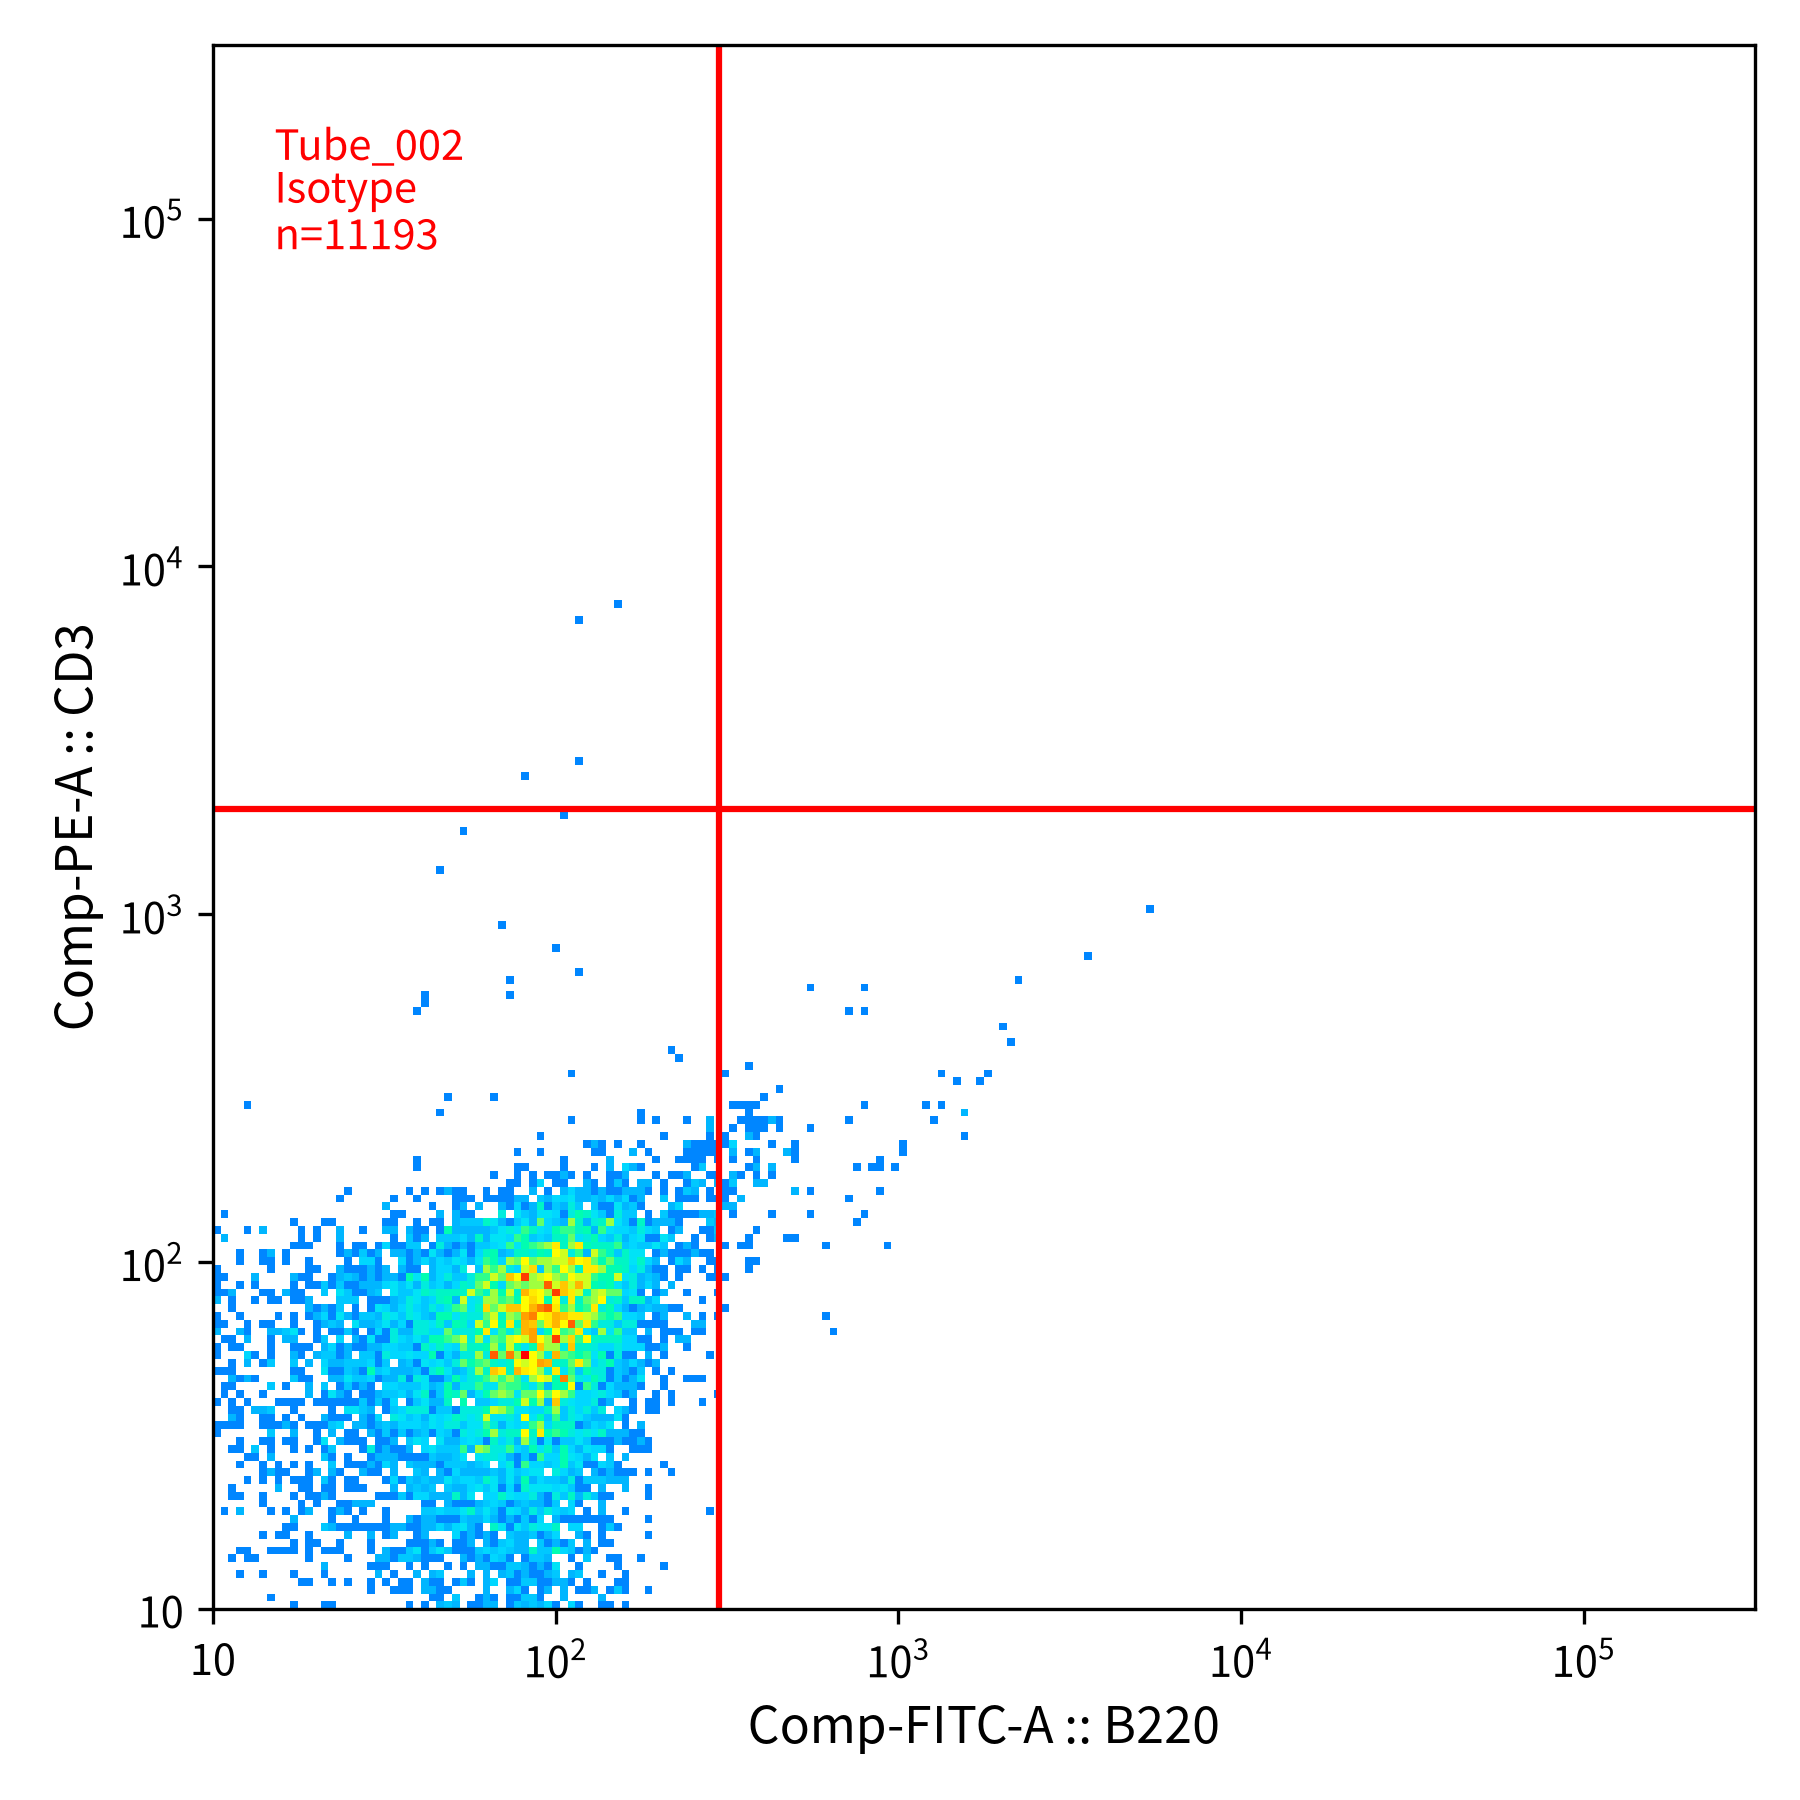 Tube_002
Isotype
n=11193
10⁵
10⁴
10³
10²
10
Comp-PE-A :: CD3
10
10²
10³
10⁴
10⁵
Comp-FITC-A :: B220